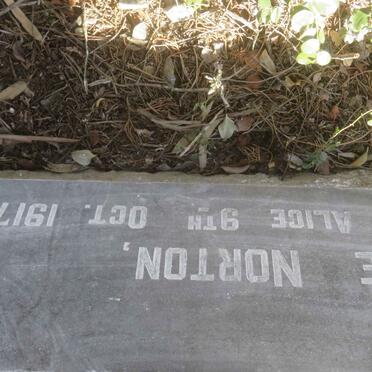 E NORTON,
ALICE 9TH OCT. 1917